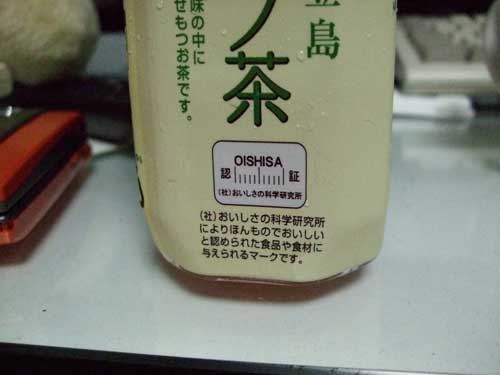 島
ノ茶
味の中に
せもつお茶です。
OISHISA
認 証
(社)おいしさの科学研究所
(社)おいしさの科学研究所
によりほんものでおいしい
と認められた食品や食材に
与えられるマークです。